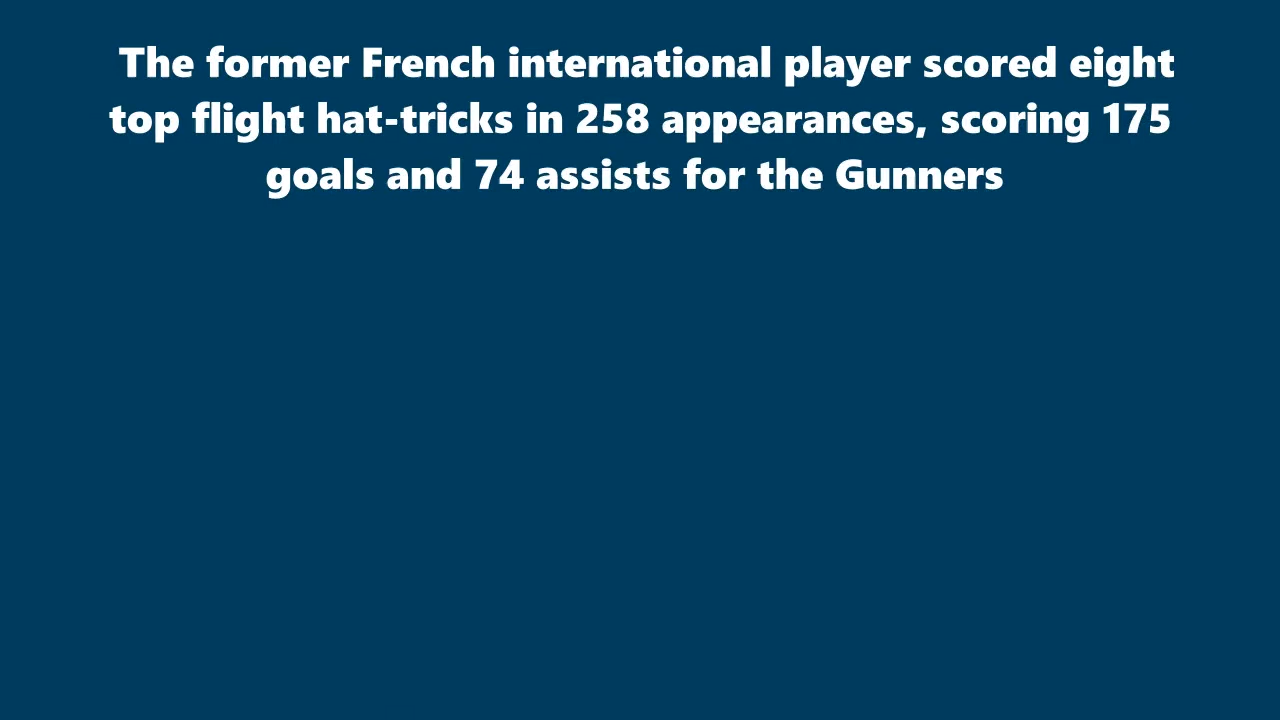 The former French international player scored eight
top flight hat-tricks in 258 appearances, scoring 175
goals and 74 assists for the Gunners